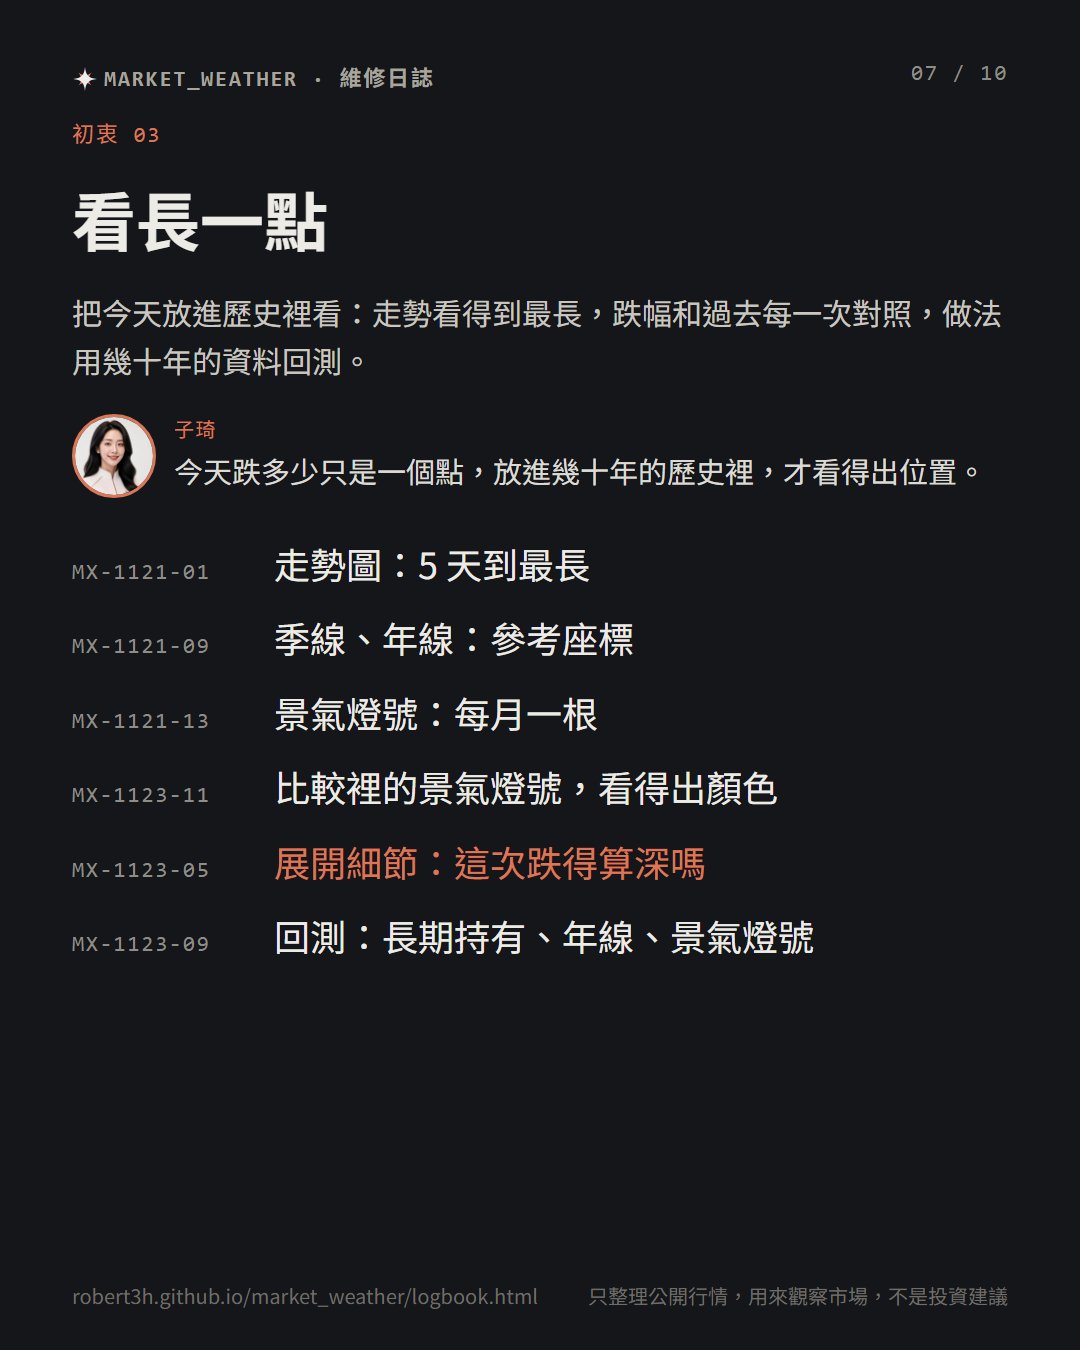 MARKET_WEATHER · 維修日誌
07 / 10
初衷 03
看長一點
把今天放進歷史裡看：走勢看得到最長，跌幅和過去每一次對照，做法
用幾十年的資料回測。
子琦
今天跌多少只是一個點，放進幾十年的歷史裡，才看得出位置。
MX-1121-01 走勢圖：5 天到最長
MX-1121-09 季線、年線：參考座標
MX-1121-13 景氣燈號：每月一根
MX-1123-11 比較裡的景氣燈號，看得出顏色
MX-1123-05 展開細節：這次跌得算深嗎
MX-1123-09 回測：長期持有、年線、景氣燈號
robert3h.github.io/market_weather/logbook.html
只整理公開行情，用來觀察市場，不是投資建議